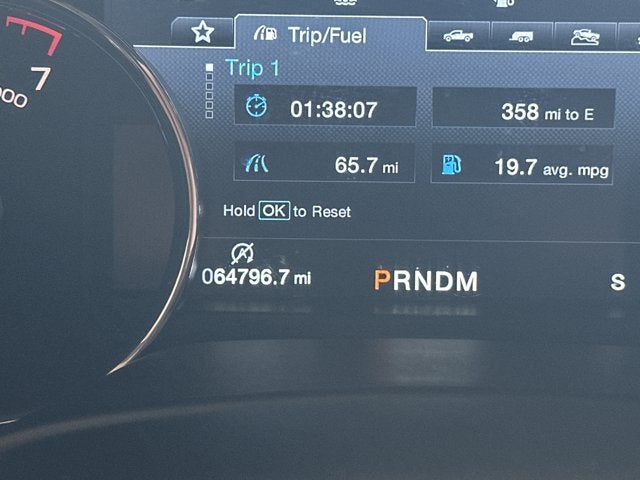 Trip/Fuel
7
Trip 1
01:38:07
358 mi to E
65.7 mi
19.7 avg. mpg
Hold OK to Reset
064796.7 mi
PRNDM
S